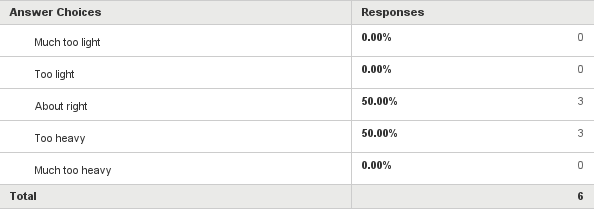 Answer Choices Responses
Much too light 0.00% 0
Too light 0.00% 0
About right 50.00% 3
Too heavy 50.00% 3
Much too heavy 0.00% 0
Total 6